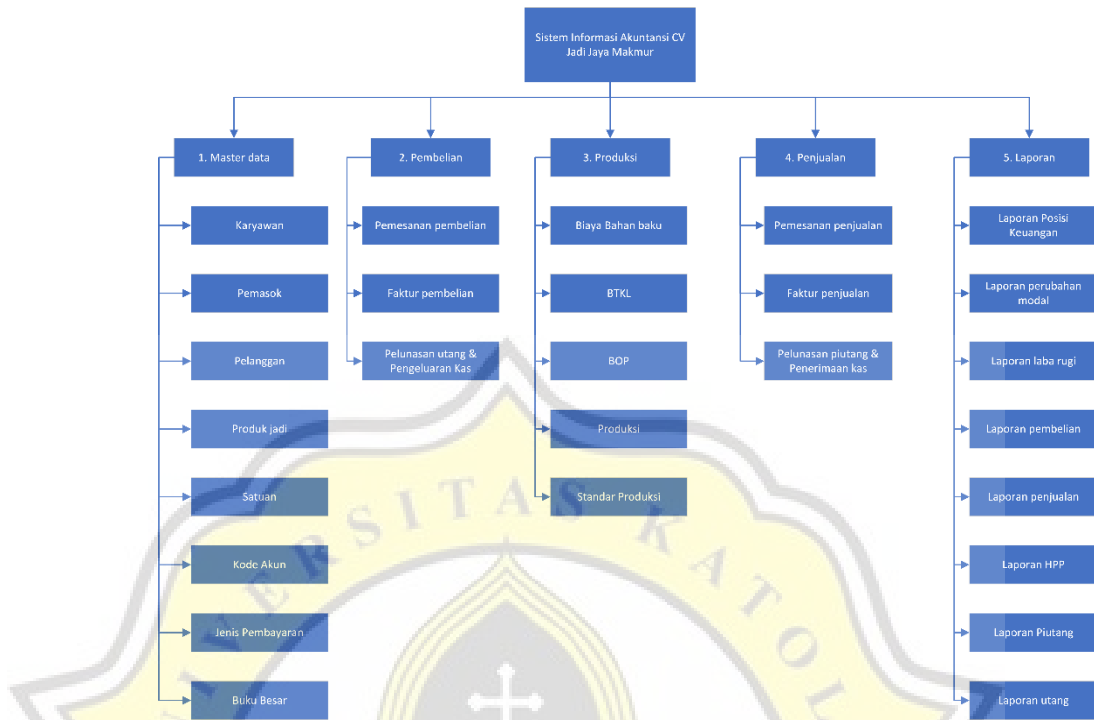 Sistem Informasi Akuntansi CV
Jadi Jaya Makmur
1. Master data
2. Pembelian
3. Produksi
4. Penjualan
5. Laporan
Karyawan
Pemasok
Pelanggan
Produk jadi
Satuan
Kode Akun
Jenis Pembayaran
Buku Besar
Pemesanan pembelian
Faktur pembelian
Pelunasan utang &
Pengeluaran Kas
Biaya Bahan baku
BTKL
BOP
Produksi
Standar Produksi
Pemesanan penjualan
Faktur penjualan
Pelunasan piutang &
Penerimaan kas
Laporan Posisi
Keuangan
Laporan perubahan
modal
Laporan laba rugi
Laporan pembelian
Laporan penjualan
Laporan HPP
Laporan Piutang
Laporan utang